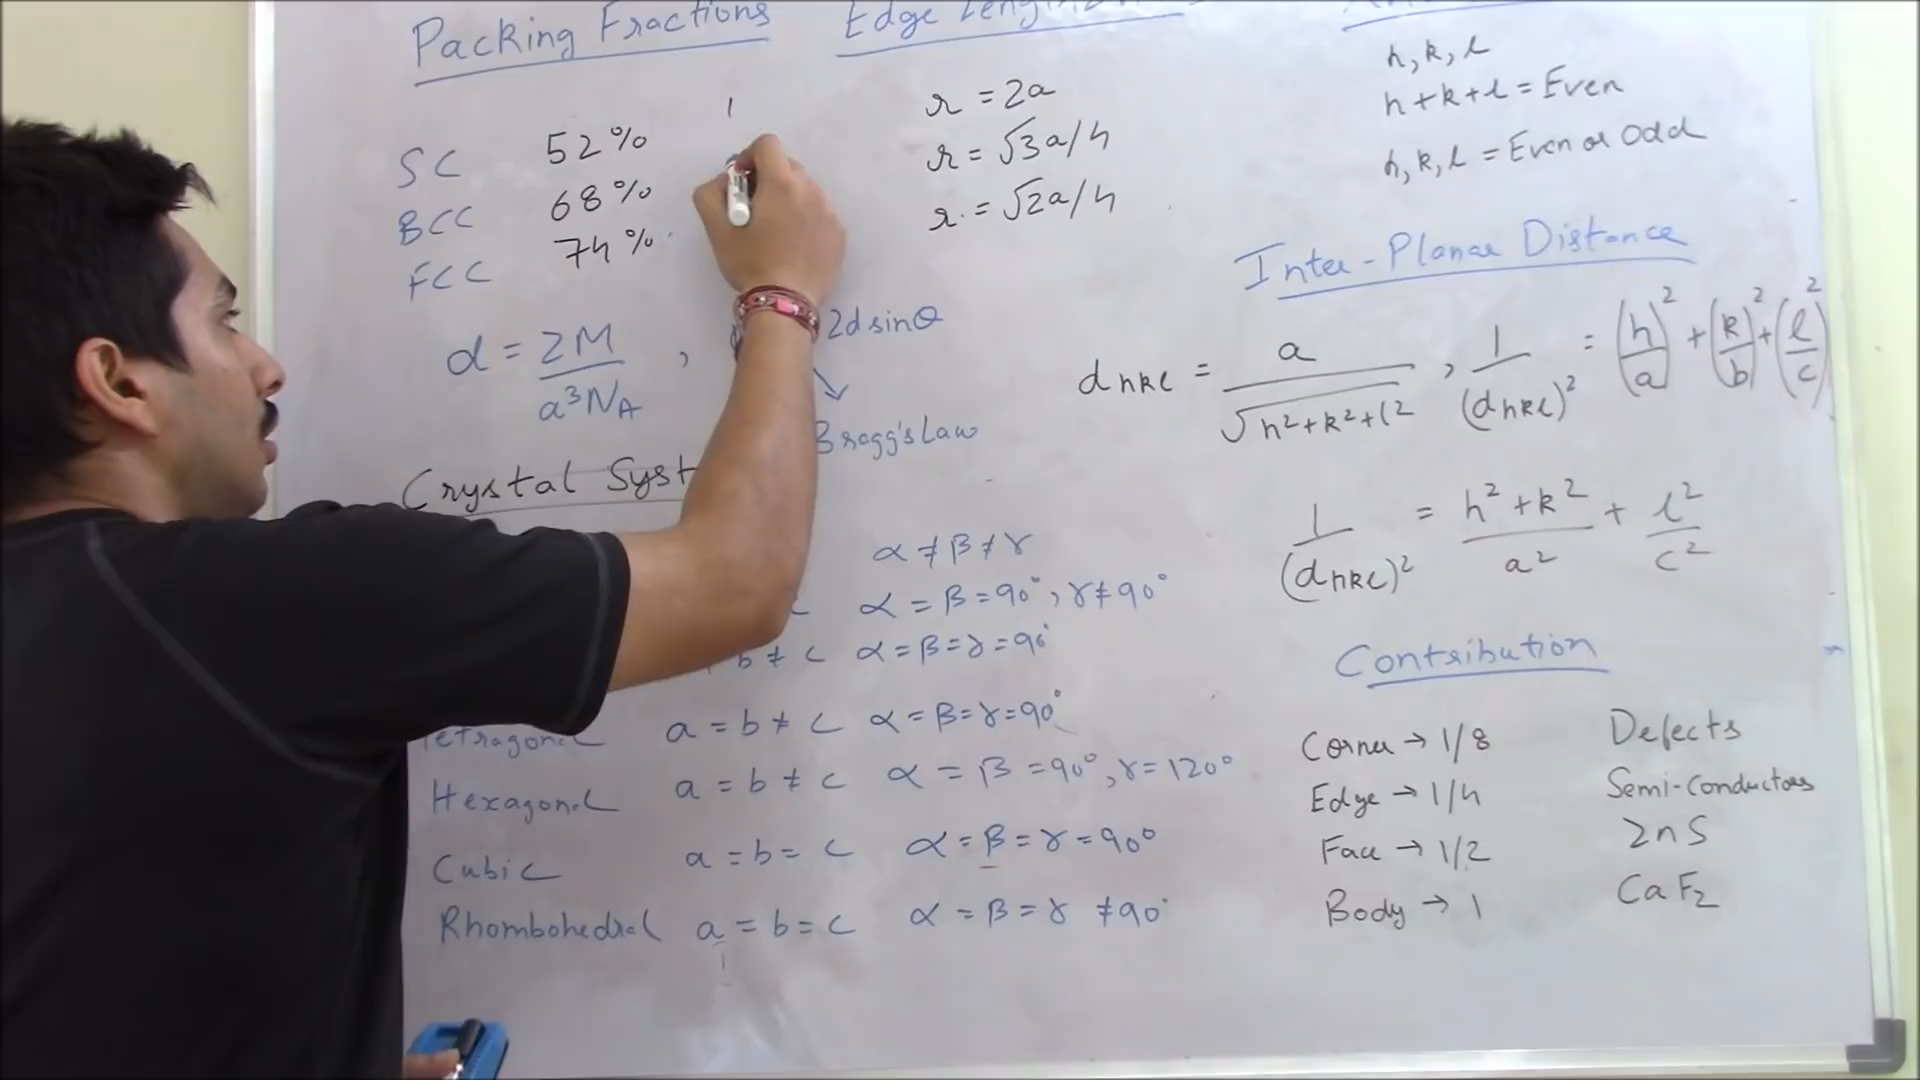 Packing Fractions
SC 52% 1
BCC 68%
FCC 74%
Edge
r = 2a
r = √3a/4
r = √2a/4
h, k, l
h+k+l = Even
h, k, l = Even or Odd
d = ZM / a³NA , 2d sinθ
Bragg's Law
Inter-Planar Distance
dhkl = a / √h²+k²+l² , 1 / (dhkl)² = (h/a)² + (k/b)² + (l/c)²
1 / (dhkl)² = h²+k² / a² + l² / c²
Crystal Syst
α ≠ β ≠ γ
c α = β = 90°, γ ≠ 90°
b ≠ c α = β = γ = 90°
Tetragonal a = b ≠ c α = β = γ = 90°
Hexagonal a = b ≠ c α = β = 90°, γ = 120°
Cubic a = b = c α = β = γ = 90°
Rhombohedral a = b = c α = β = γ ≠ 90°
Contribution
Corner → 1/8
Edge → 1/4
Face → 1/2
Body → 1
Defects
Semi-Conductors
ZnS
CaF₂